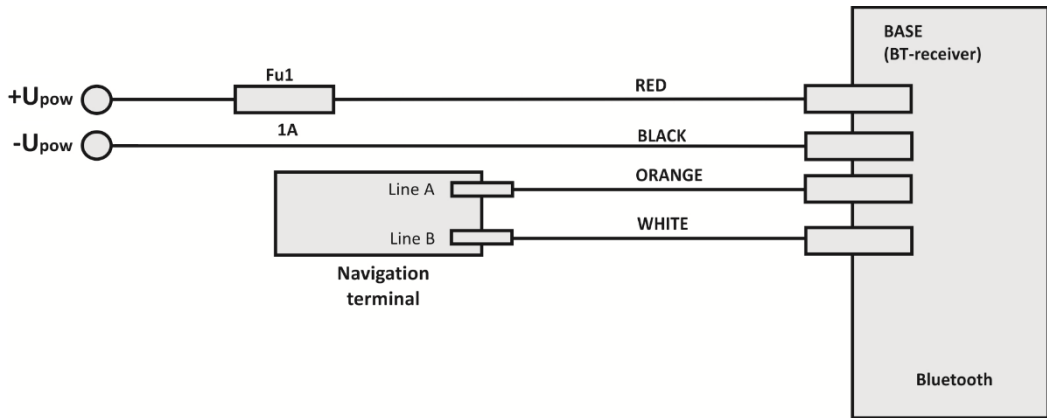 BASE
(BT-receiver)
Fu1
+Upow
RED
1A
-Upow
BLACK
ORANGE
Line A
WHITE
Line B
Navigation
terminal
Bluetooth